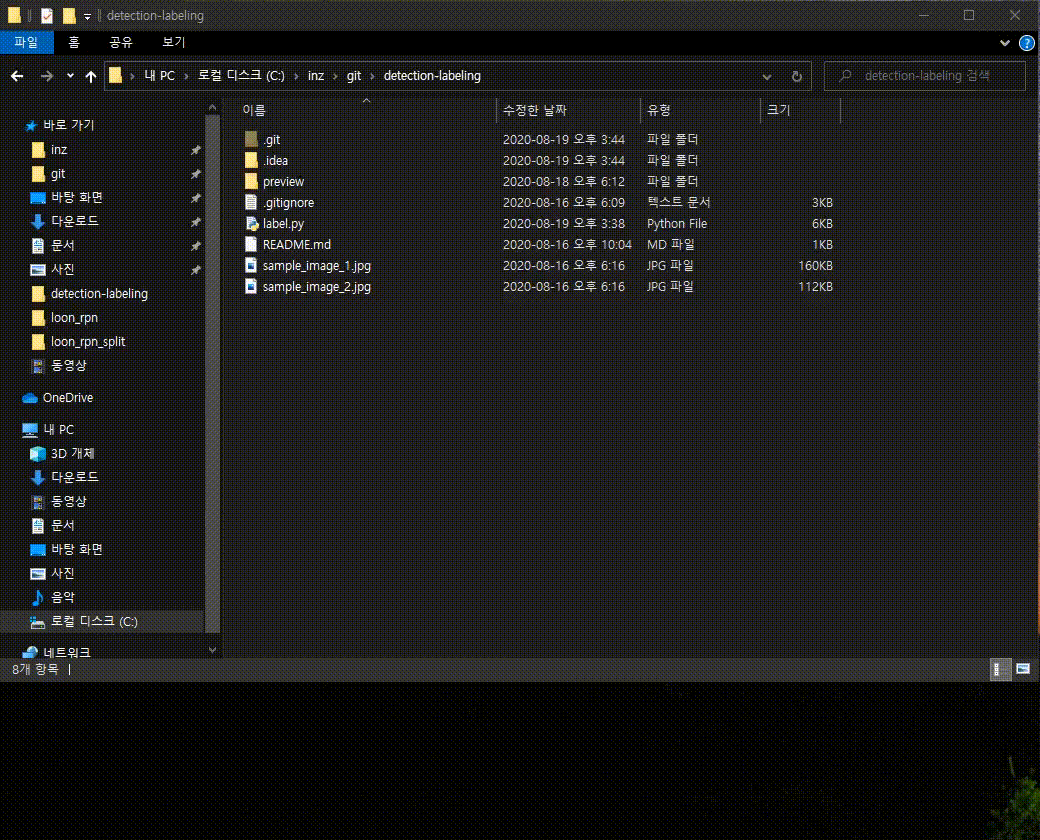 detection-labeling
파일 홈 공유 보기
내 PC › 로컬 디스크 (C:) › inz › git › detection-labeling
detection-labeling 검색
이름 수정한 날짜 유형 크기
.git 2020-08-19 오후 3:44 파일 폴더
.idea 2020-08-19 오후 3:44 파일 폴더
preview 2020-08-18 오후 6:12 파일 폴더
.gitignore 2020-08-16 오후 6:09 텍스트 문서 3KB
label.py 2020-08-19 오후 3:38 Python File 6KB
README.md 2020-08-16 오후 10:04 MD 파일 1KB
sample_image_1.jpg 2020-08-16 오후 6:16 JPG 파일 160KB
sample_image_2.jpg 2020-08-16 오후 6:16 JPG 파일 112KB
바로 가기
inz
git
바탕 화면
다운로드
문서
사진
detection-labeling
loon_rpn
loon_rpn_split
동영상
OneDrive
내 PC
3D 개체
다운로드
동영상
문서
바탕 화면
사진
음악
로컬 디스크 (C:)
네트워크
8개 항목